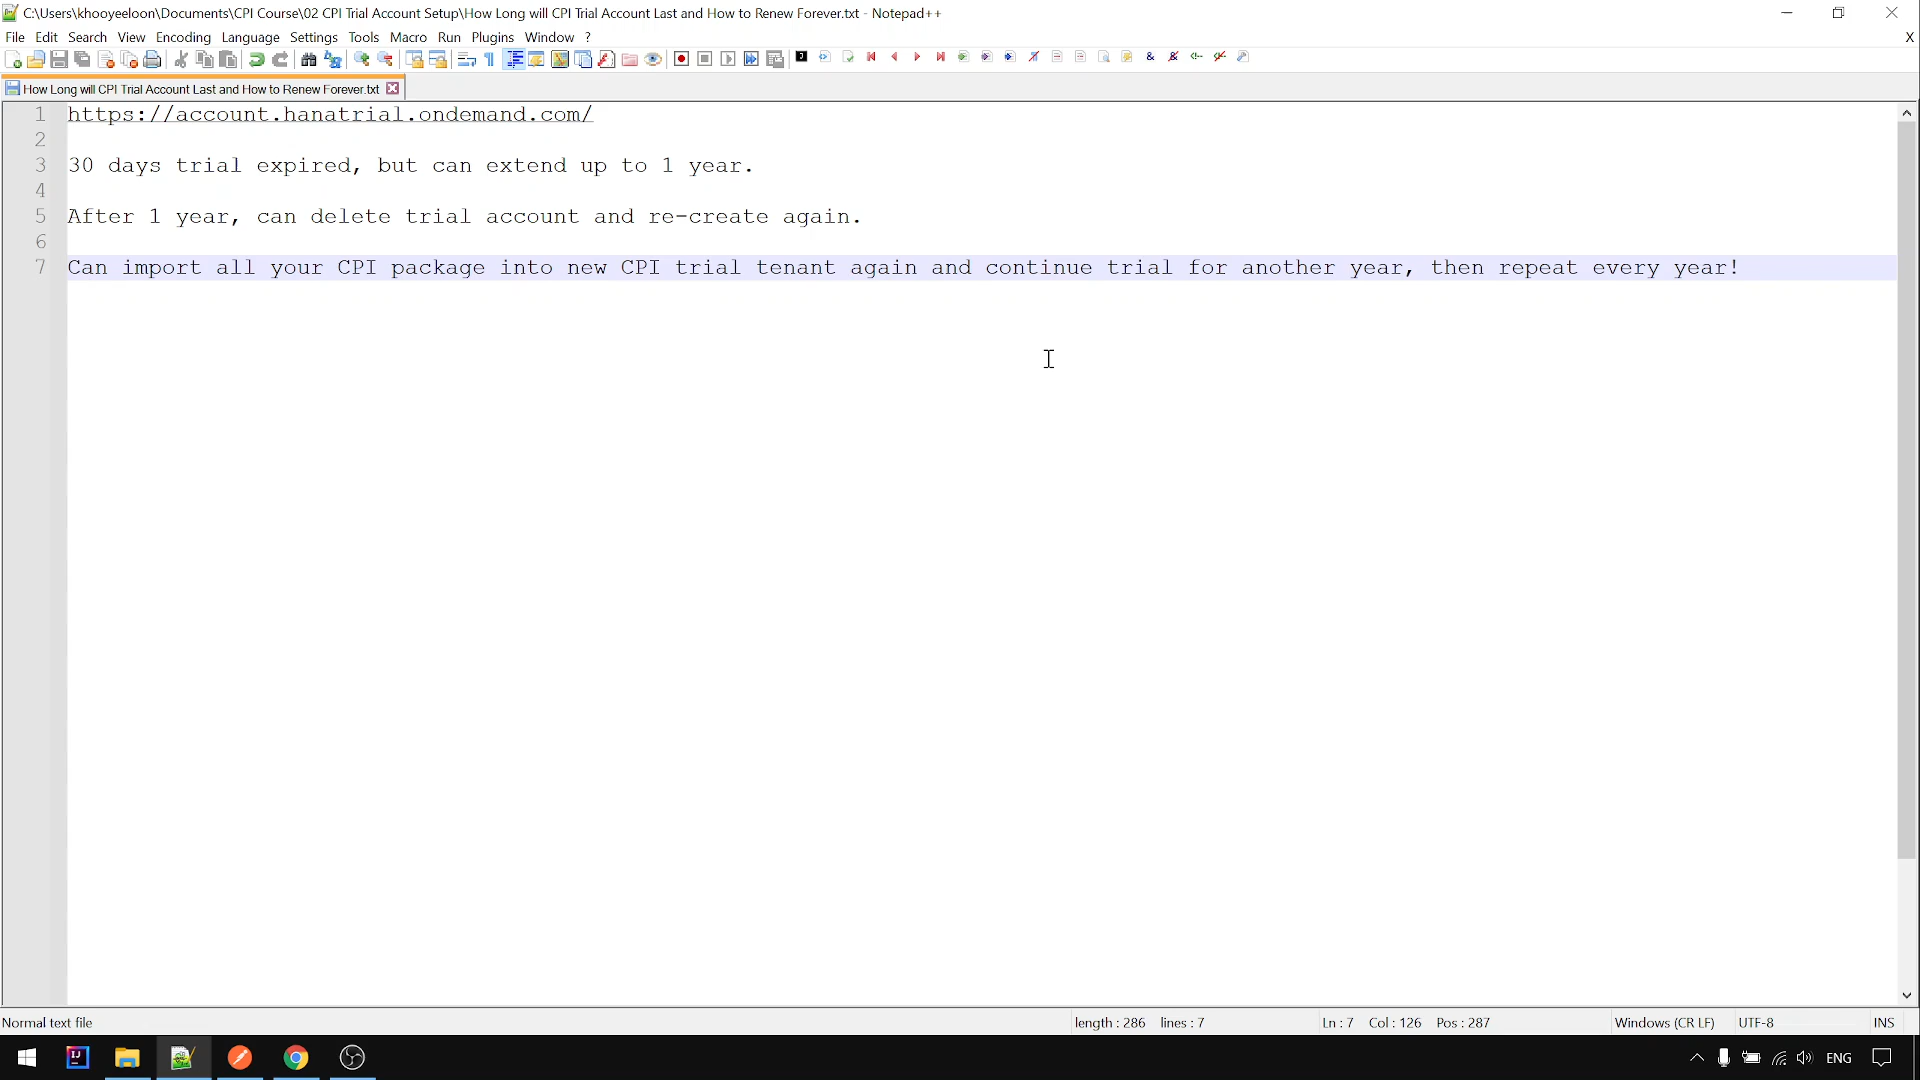 C:\Users\khooyeeloon\Documents\CPI Course\02 CPI Trial Account Setup\How Long will CPI Trial Account Last and How to Renew Forever.txt - Notepad++
File Edit Search View Encoding Language Settings Tools Macro Run Plugins Window ? X
How Long will CPI Trial Account Last and How to Renew Forever.txt
1 https://account.hanatrial.ondemand.com/
2
3 30 days trial expired, but can extend up to 1 year.
4
5 After 1 year, can delete trial account and re-create again.
6
7 Can import all your CPI package into new CPI trial tenant again and continue trial for another year, then repeat every year!
Normal text file length : 286 lines : 7 Ln : 7 Col : 126 Pos : 287 Windows (CR LF) UTF-8 INS
ENG